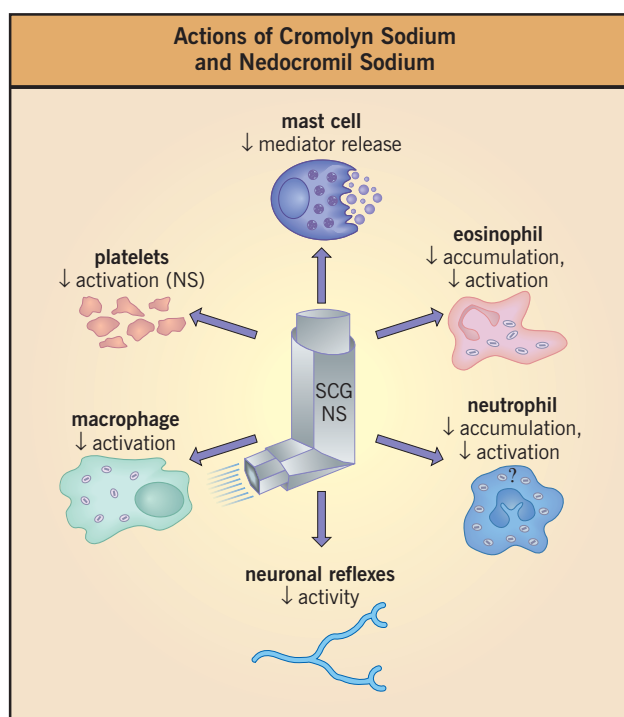 Actions of Cromolyn Sodium
and Nedocromil Sodium
mast cell
↓ mediator release
platelets
↓ activation (NS)
eosinophil
↓ accumulation,
↓ activation
SCG
NS
macrophage
↓ activation
neutrophil
↓ accumulation,
↓ activation
?
neuronal reflexes
↓ activity